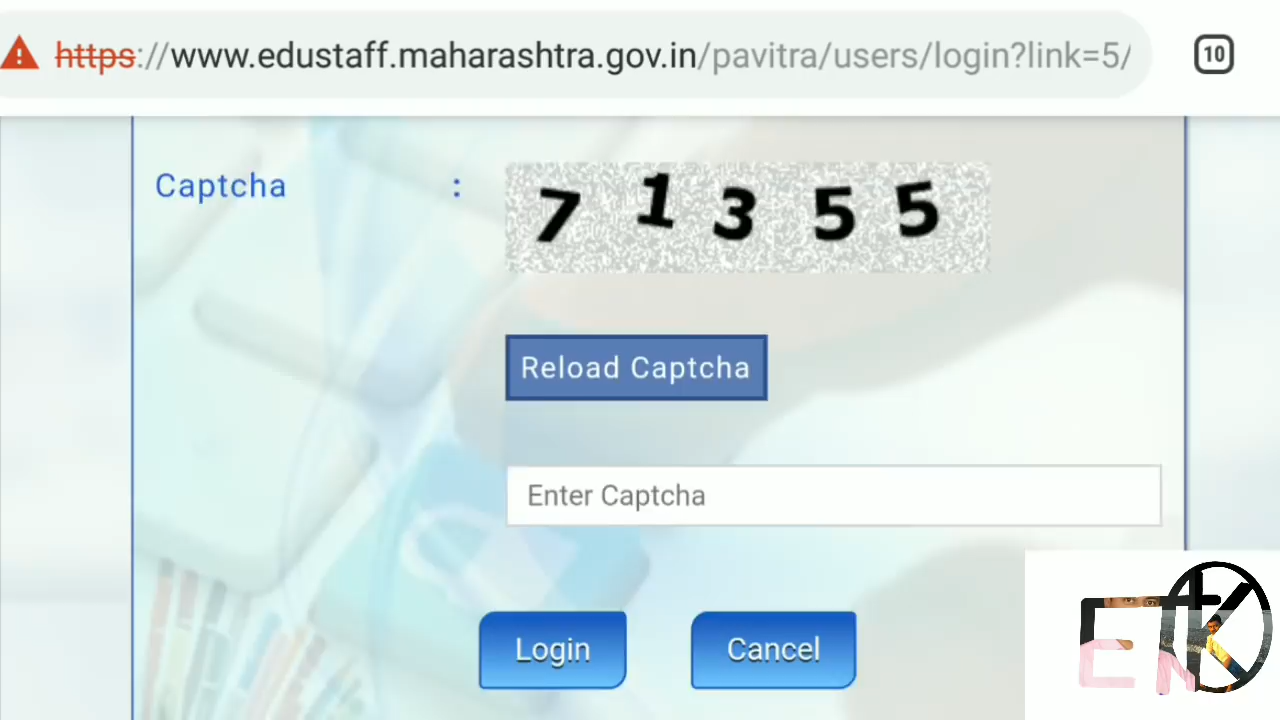 https://www.edustaff.maharashtra.gov.in/pavitra/users/login?link=5/
10
Captcha :
7 1 3 5 5
Reload Captcha
Enter Captcha
Login
Cancel